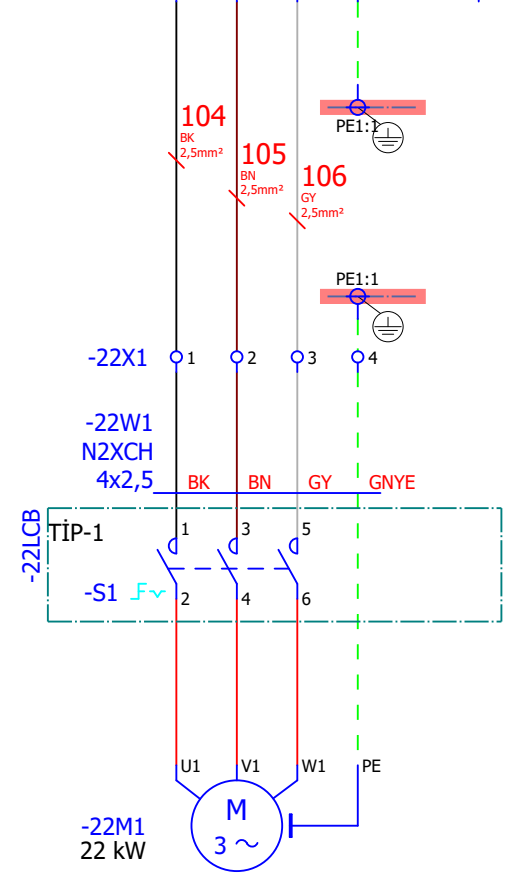 104
BK
2,5mm²
PE1:1
105
BN
2,5mm²
106
GY
2,5mm²
PE1:1
-22X1 1 2 3 4
-22W1
N2XCH
4x2,5 BK BN GY GNYE
-22LCB
TİP-1 1 3 5
-S1 2 4 6
U1 V1 W1 PE
-22M1
22 kW
M
3 ~